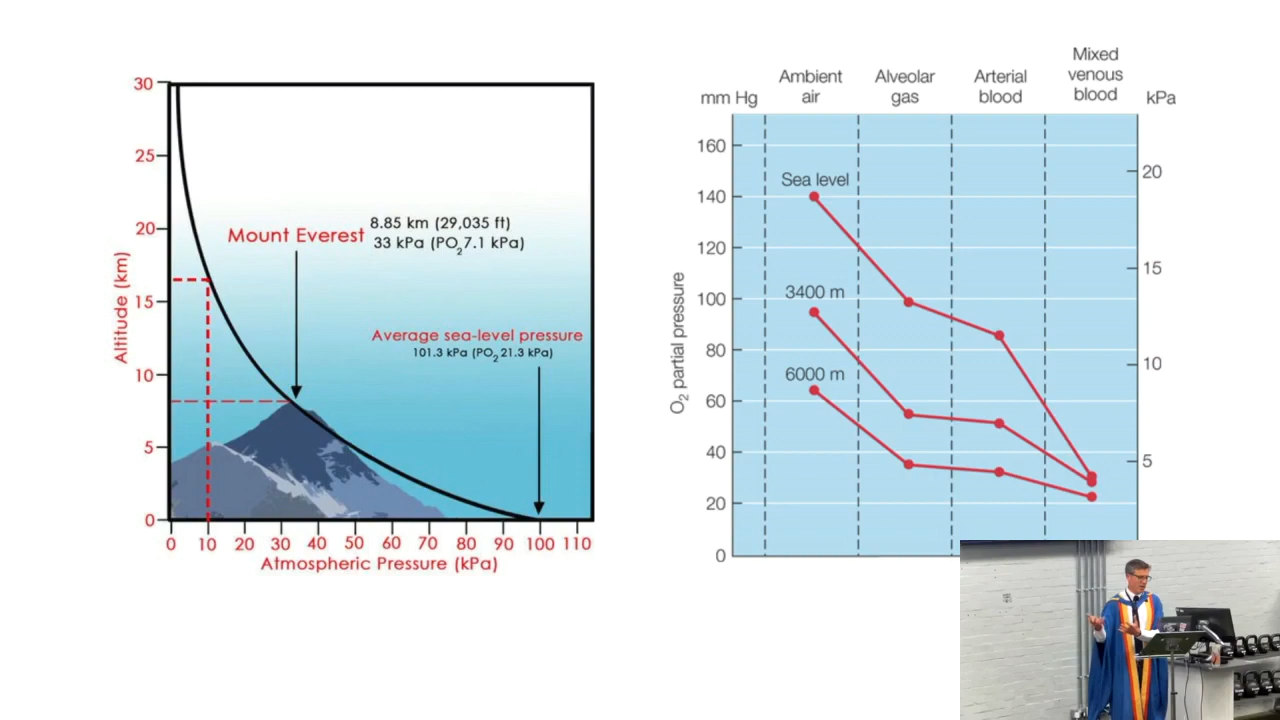 30
25
20
15
10
5
0
Altitude (km)
Mount Everest
8.85 km (29,035 ft)
33 kPa (PO2 7.1 kPa)
Average sea-level pressure
101.3 kPa (PO2 21.3 kPa)
0 10 20 30 40 50 60 70 80 90 100 110
Atmospheric Pressure (kPa)
mm Hg
Ambient
air
Alveolar
gas
Arterial
blood
Mixed
venous
blood
kPa
160
140
120
100
80
60
40
20
0
O2 partial pressure
Sea level
3400 m
6000 m
20
15
10
5